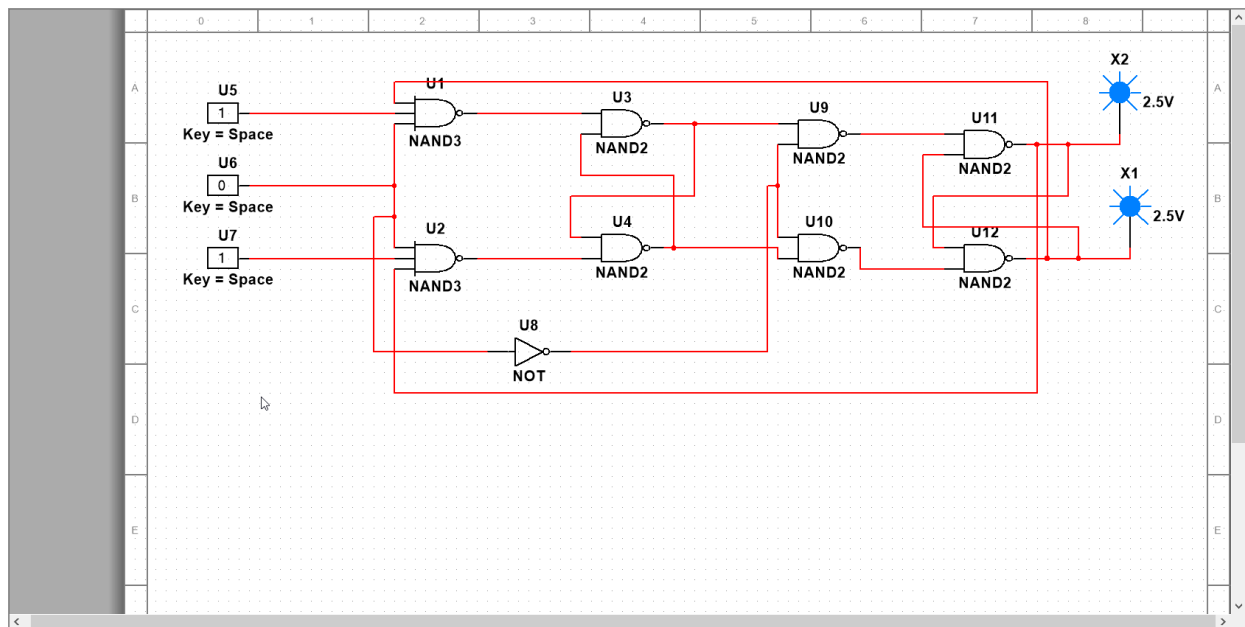 0 1 2 3 4 5 6 7 8
A A
B B
C C
D D
E E
U5
1
Key = Space
U6
0
Key = Space
U7
1
Key = Space
U1
NAND3
U2
NAND3
U3
NAND2
U4
NAND2
U8
NOT
U9
NAND2
U10
NAND2
U11
NAND2
U12
NAND2
X2
2.5V
X1
2.5V